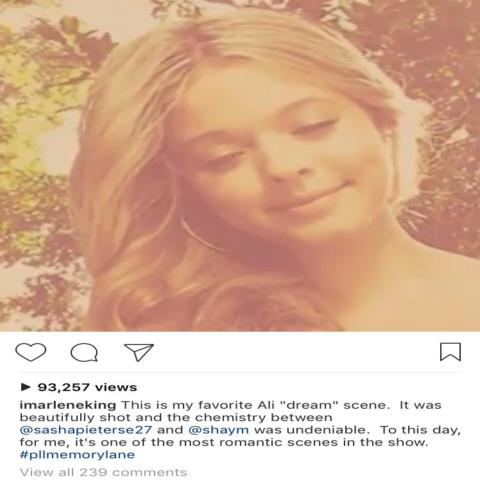 93,257 views
imarleneking This is my favorite Ali "dream" scene. It was
beautifully shot and the chemistry between
@sashapieterse27 and @shaym was undeniable. To this day,
for me, it's one of the most romantic scenes in the show.
#pllmemorylane
View all 239 comments